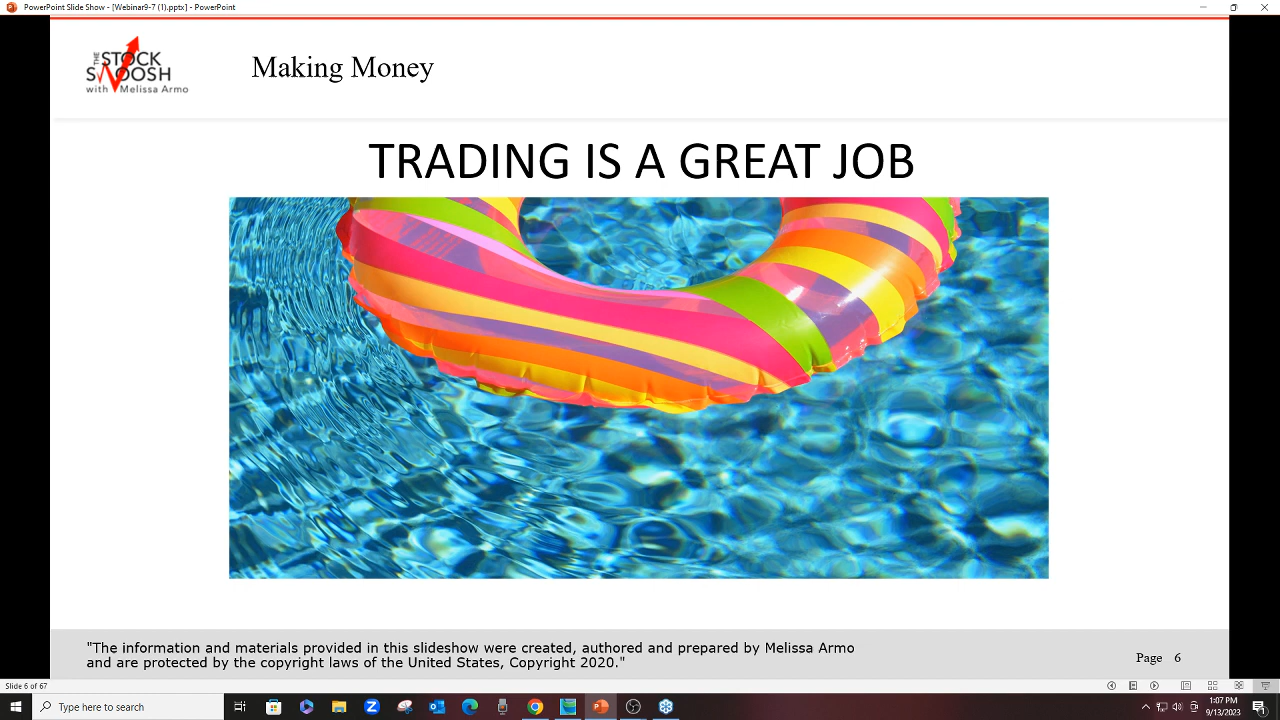 PowerPoint Slide Show - [Webinar9-7 (1).pptx] - PowerPoint
THE STOCK
SWOOSH
with Melissa Armo
Making Money
TRADING IS A GREAT JOB
"The information and materials provided in this slideshow were created, authored and prepared by Melissa Armo
and are protected by the copyright laws of the United States, Copyright 2020."
Page 6
Slide 6 of 67
Type here to search
1:07 PM
9/13/2023